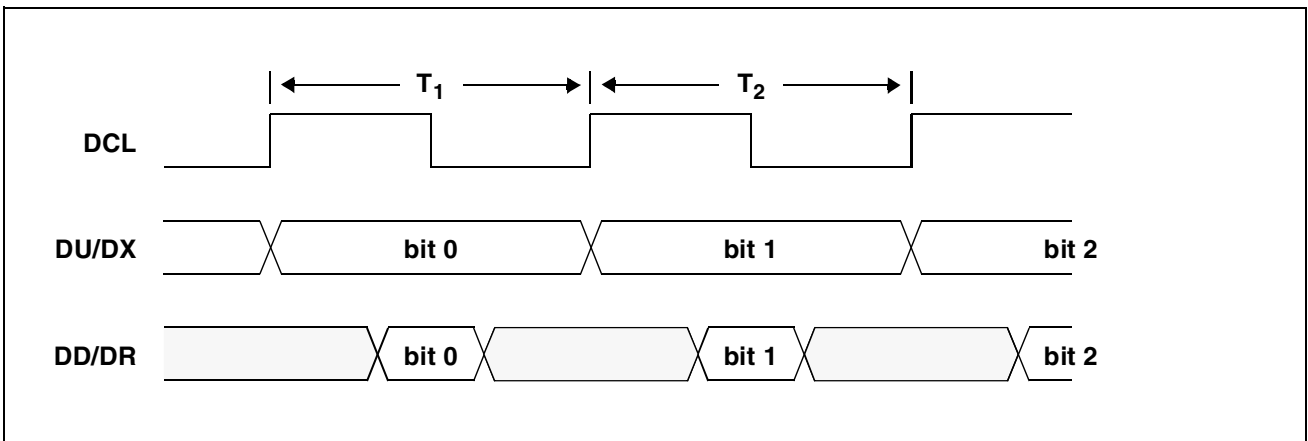 T₁ T₂
DCL
DU/DX bit 0 bit 1 bit 2
DD/DR bit 0 bit 1 bit 2